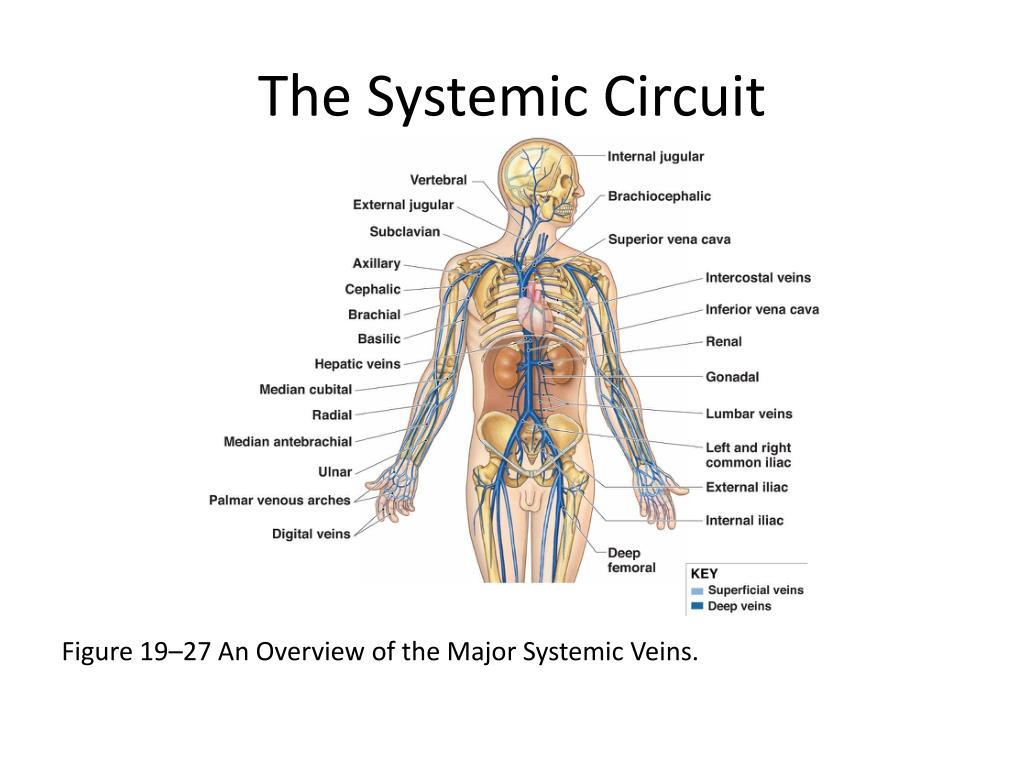 The Systemic Circuit
Vertebral
External jugular
Subclavian
Axillary
Cephalic
Brachial
Basilic
Hepatic veins
Median cubital
Radial
Median antebrachial
Ulnar
Palmar venous arches
Digital veins
Internal jugular
Brachiocephalic
Superior vena cava
Intercostal veins
Inferior vena cava
Renal
Gonadal
Lumbar veins
Left and right
common iliac
External iliac
Internal iliac
Deep
femoral
KEY
Superficial veins
Deep veins
Figure 19–27 An Overview of the Major Systemic Veins.